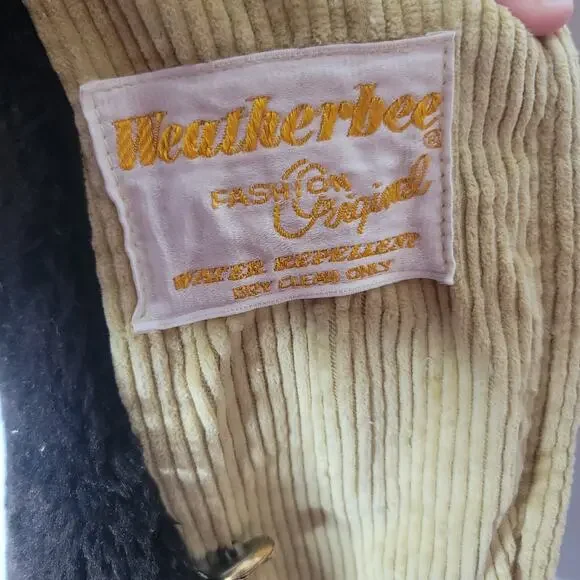 Weatherbee®
FASHION
Original
WATER REPELLENT
DRY CLEAN ONLY